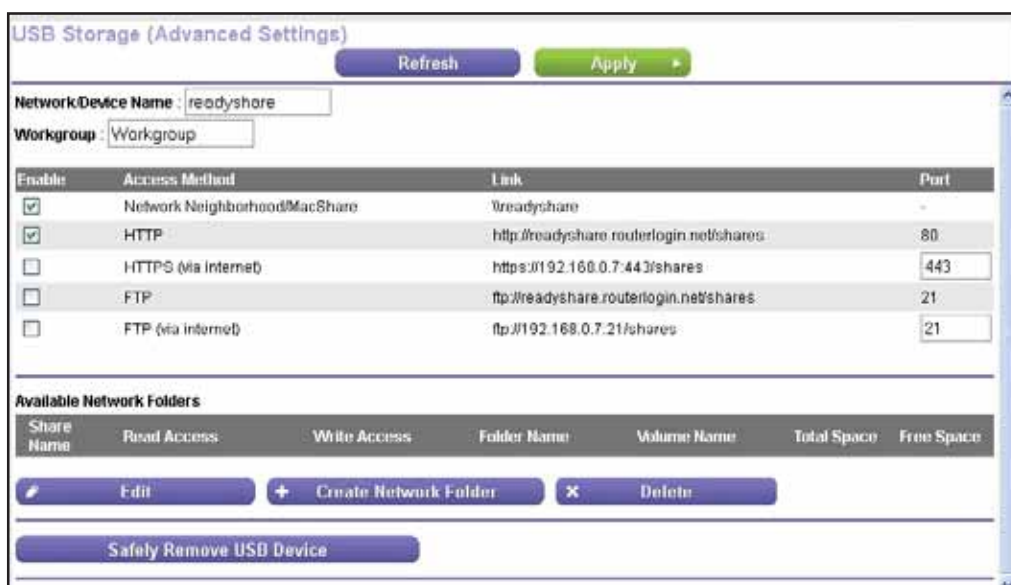 USB Storage (Advanced Settings)
Refresh Apply
Network/Device Name : readyshare
Workgroup : Workgroup
Enable Access Method Link Port
Network Neighborhood/MacShare \\readyshare -
HTTP http://readyshare.routerlogin.net/shares 80
HTTPS (via internet) https://192.168.0.7:443/shares 443
FTP ftp://readyshare.routerlogin.net/shares 21
FTP (via internet) ftp://192.168.0.7:21/shares 21
Available Network Folders
Share Name Read Access Write Access Folder Name Volume Name Total Space Free Space
Edit Create Network Folder Delete
Safely Remove USB Device